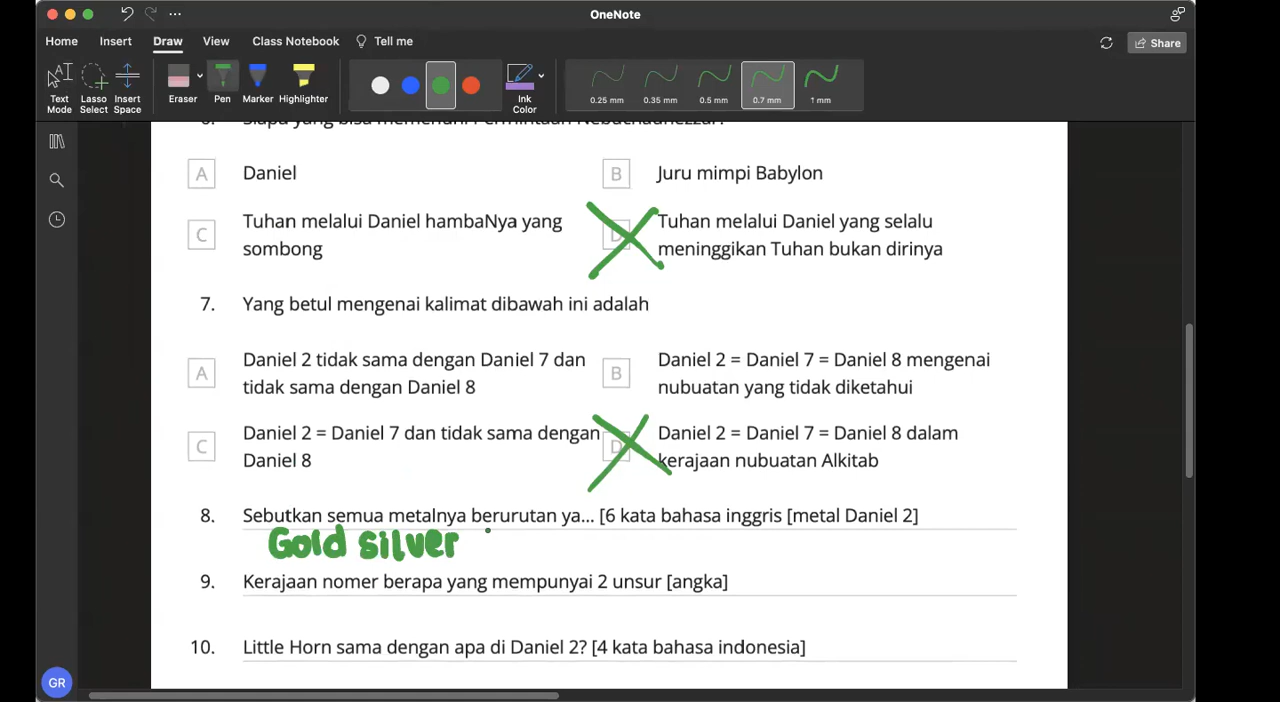 OneNote
Home Insert Draw View Class Notebook Tell me
Share
Text Mode
Lasso Select
Insert Space
Eraser
Pen
Marker
Highlighter
Ink Color
0.25 mm
0.35 mm
0.5 mm
0.7 mm
1 mm
A Daniel
B Juru mimpi Babylon
C Tuhan melalui Daniel hambaNya yang
sombong
D Tuhan melalui Daniel yang selalu
meninggikan Tuhan bukan dirinya
7. Yang betul mengenai kalimat dibawah ini adalah
A Daniel 2 tidak sama dengan Daniel 7 dan
tidak sama dengan Daniel 8
B Daniel 2 = Daniel 7 = Daniel 8 mengenai
nubuatan yang tidak diketahui
C Daniel 2 = Daniel 7 dan tidak sama dengan
Daniel 8
D Daniel 2 = Daniel 7 = Daniel 8 dalam
kerajaan nubuatan Alkitab
8. Sebutkan semua metalnya berurutan ya... [6 kata bahasa inggris [metal Daniel 2]
Gold silver
9. Kerajaan nomer berapa yang mempunyai 2 unsur [angka]
10. Little Horn sama dengan apa di Daniel 2? [4 kata bahasa indonesia]
GR